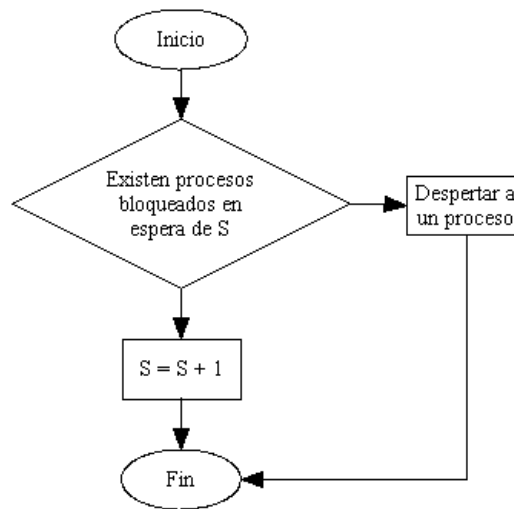 Inicio
Existen procesos
bloqueados en
espera de S
Despertar a
un proceso
S = S + 1
Fin